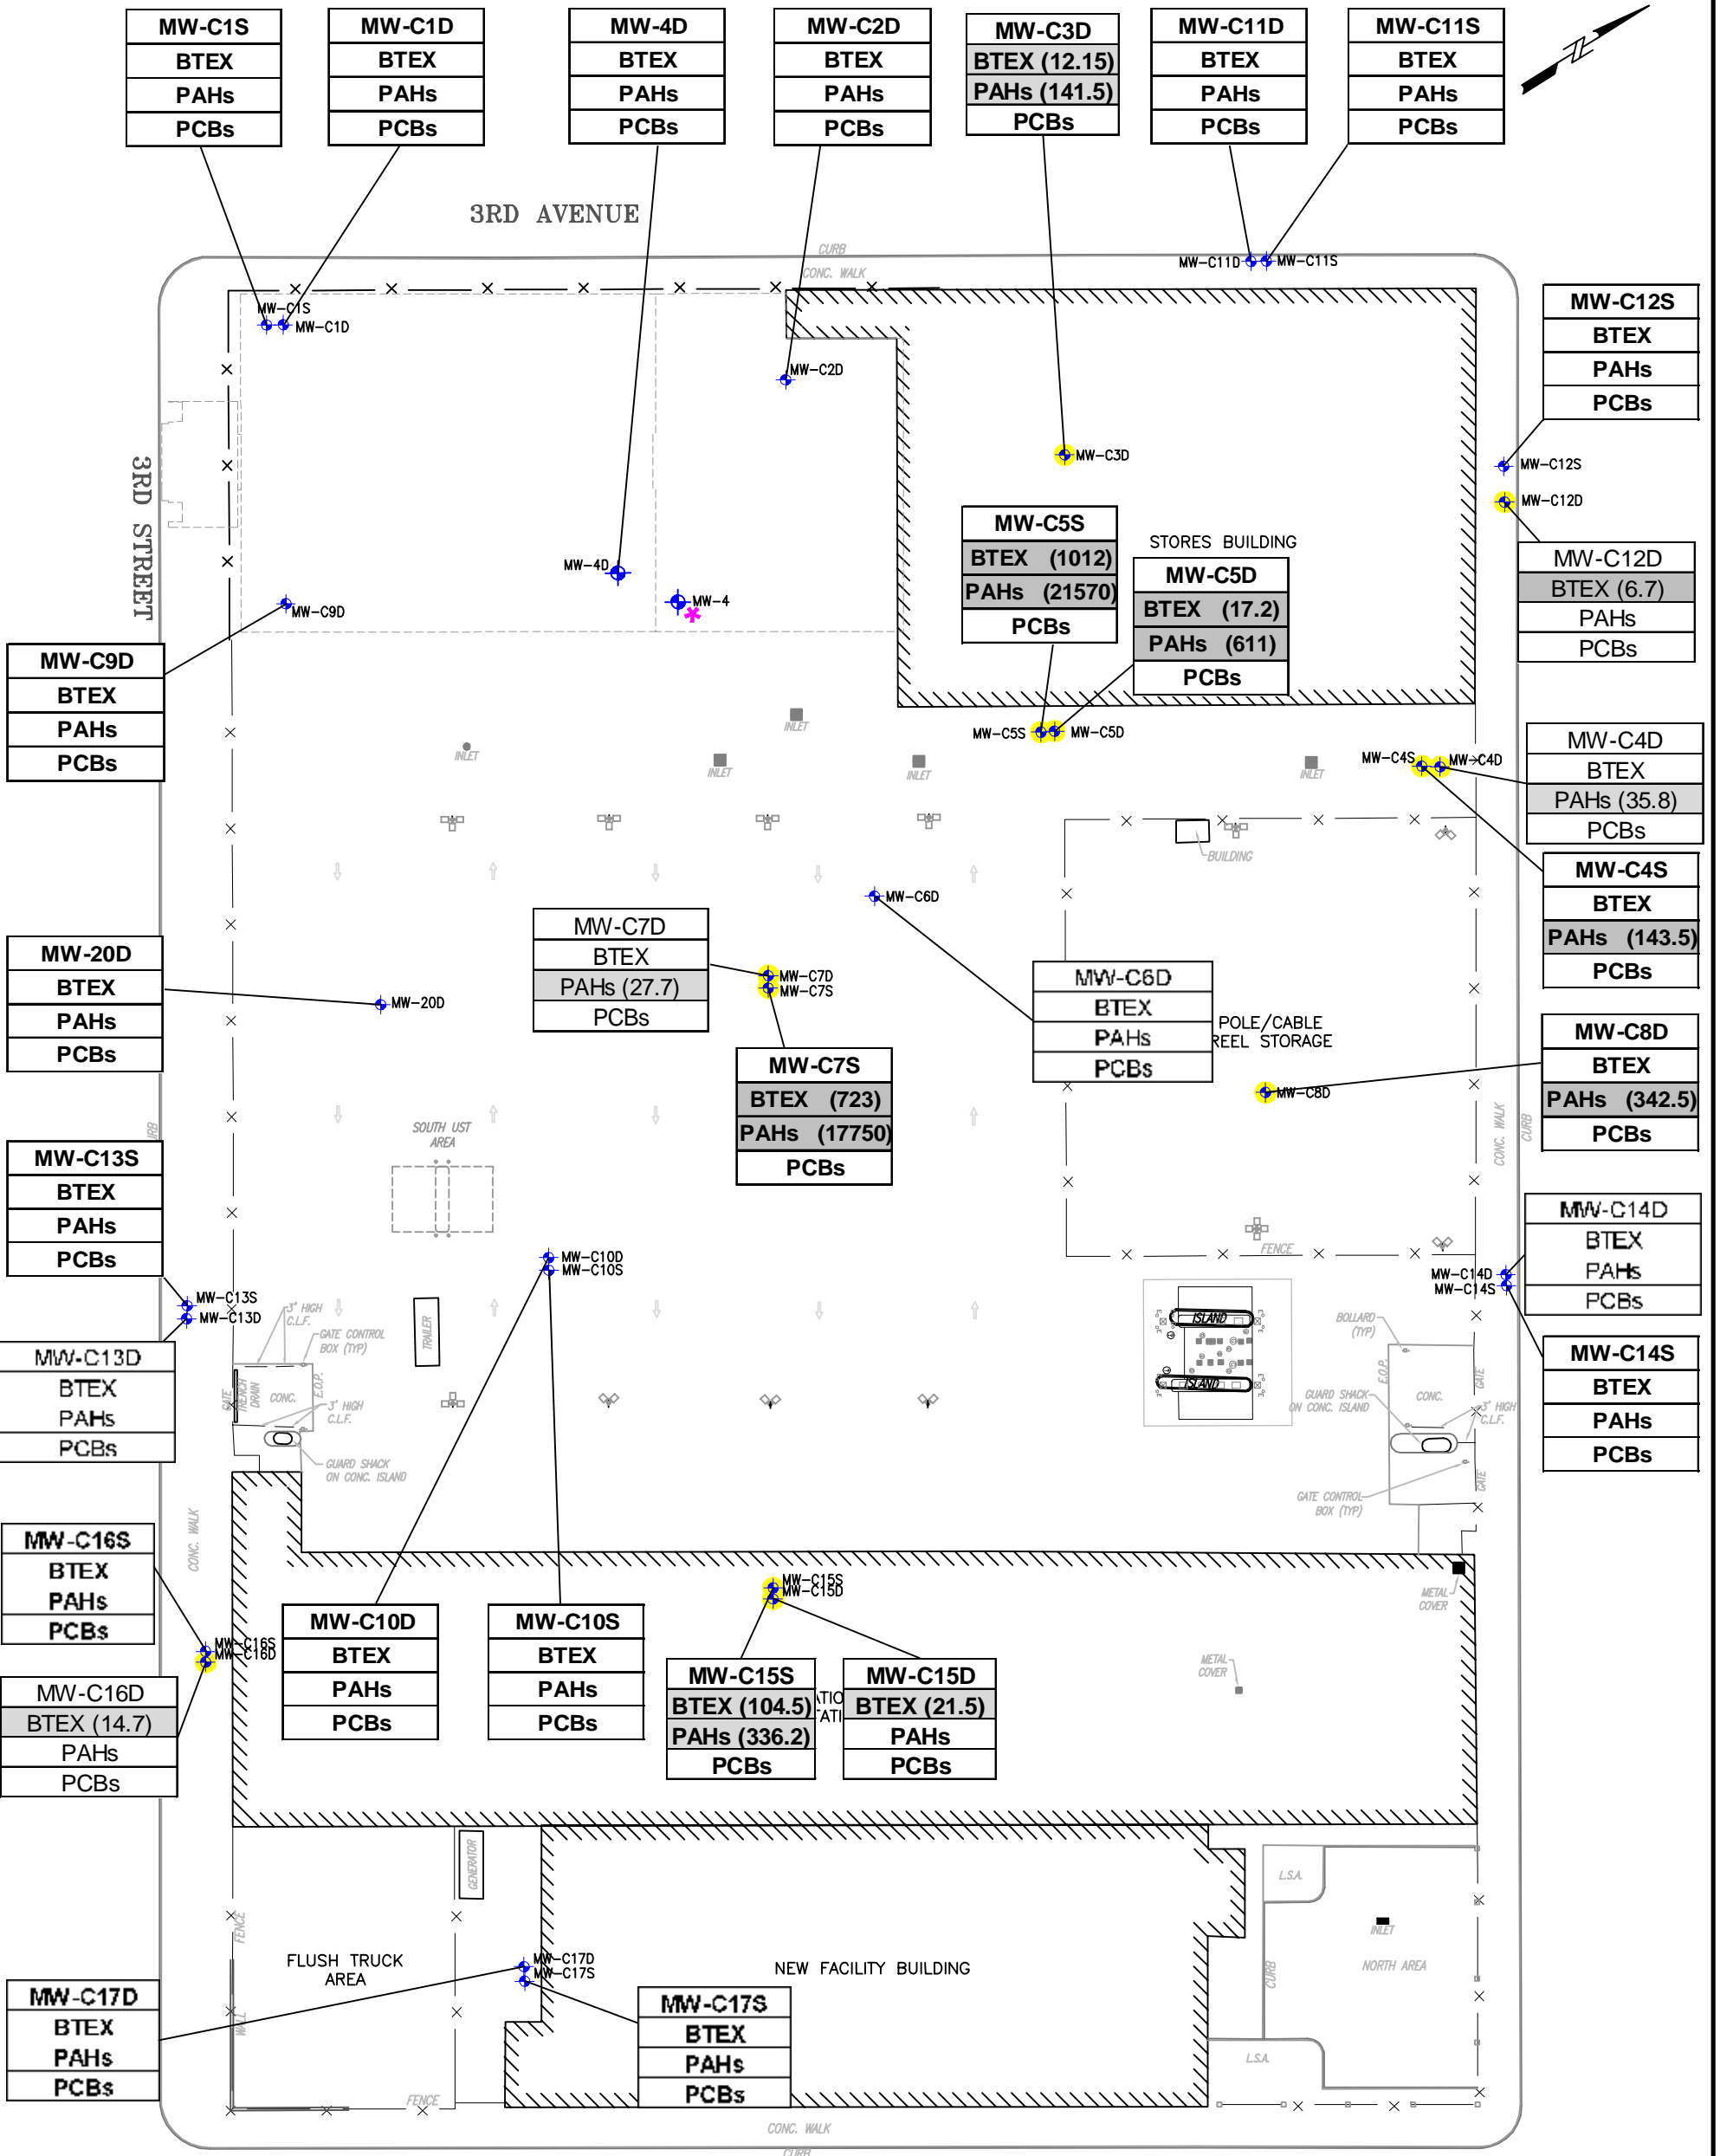 MW-C1S
BTEX
PAHs
PCBs
MW-C1D
BTEX
PAHs
PCBs
MW-4D
BTEX
PAHs
PCBs
MW-C2D
BTEX
PAHs
PCBs
MW-C3D
BTEX (12.15)
PAHs (141.5)
PCBs
MW-C11D
BTEX
PAHs
PCBs
MW-C11S
BTEX
PAHs
PCBs
3RD AVENUE
CURB
CONC. WALK
MW-C11D
MW-C11S
MW-C1S
MW-C1D
MW-C2D
MW-C12S
BTEX
PAHs
PCBs
3RD STREET
MW-C3D
MW-C12S
MW-C12D
MW-C5S
BTEX (1012)
PAHs (21570)
PCBs
STORES BUILDING
MW-C5D
BTEX (17.2)
PAHs (611)
PCBs
MW-C12D
BTEX (6.7)
PAHs
PCBs
MW-4D
MW-4
MW-C9D
MW-C9D
BTEX
PAHs
PCBs
MW-C5S
MW-C5D
INLET
INLET
INLET
INLET
INLET
MW-C4S
MW-C4D
MW-C4D
BTEX
PAHs (35.8)
PCBs
BUILDING
MW-C4S
BTEX
PAHs (143.5)
PCBs
MW-C6D
MW-C7D
BTEX
PAHs (27.7)
PCBs
MW-C7D
MW-C7S
MW-20D
BTEX
PAHs
PCBs
MW-20D
MW-C6D
BTEX
PAHs
PCBs
POLE/CABLE
REEL STORAGE
MW-C8D
BTEX
PAHs (342.5)
PCBs
MW-C8D
MW-C7S
BTEX (723)
PAHs (17750)
PCBs
CONC. WALK
CURB
SOUTH UST
AREA
MW-C13S
BTEX
PAHs
PCBs
MW-C14D
BTEX
PAHs
PCBs
MW-C10D
MW-C10S
FENCE
MW-C14D
MW-C14S
MW-C13S
MW-C13D
3' HIGH
C.L.F.
GATE CONTROL
BOX (TYP)
TRAILER
ISLAND
ISLAND
BOLLARD
(TYP)
MW-C13D
BTEX
PAHs
PCBs
GATE
TRENCH
DRAIN
CONC.
E.O.P.
3' HIGH
C.L.F.
GUARD SHACK
ON CONC. ISLAND
E.O.P.
CONC.
GATE
GUARD SHACK
ON CONC. ISLAND
3' HIGH
C.L.F.
GATE
GATE CONTROL
BOX (TYP)
MW-C14S
BTEX
PAHs
PCBs
CONC. WALK
MW-C16S
BTEX
PAHs
PCBs
MW-C15S
MW-C15D
METAL
COVER
MW-C10D
BTEX
PAHs
PCBs
MW-C10S
BTEX
PAHs
PCBs
MW-C16S
MW-C16D
MW-C16D
BTEX (14.7)
PAHs
PCBs
MW-C15S
BTEX (104.5)
PAHs (336.2)
PCBs
MW-C15D
BTEX (21.5)
PAHs
PCBs
METAL
COVER
GENERATOR
L.S.A.
FENCE
INLET
FLUSH TRUCK
AREA
MW-C17D
MW-C17S
NEW FACILITY BUILDING
CURB
NORTH AREA
MW-C17D
BTEX
PAHs
PCBs
WALL
MW-C17S
BTEX
PAHs
PCBs
L.S.A.
FENCE
CONC. WALK
CURB